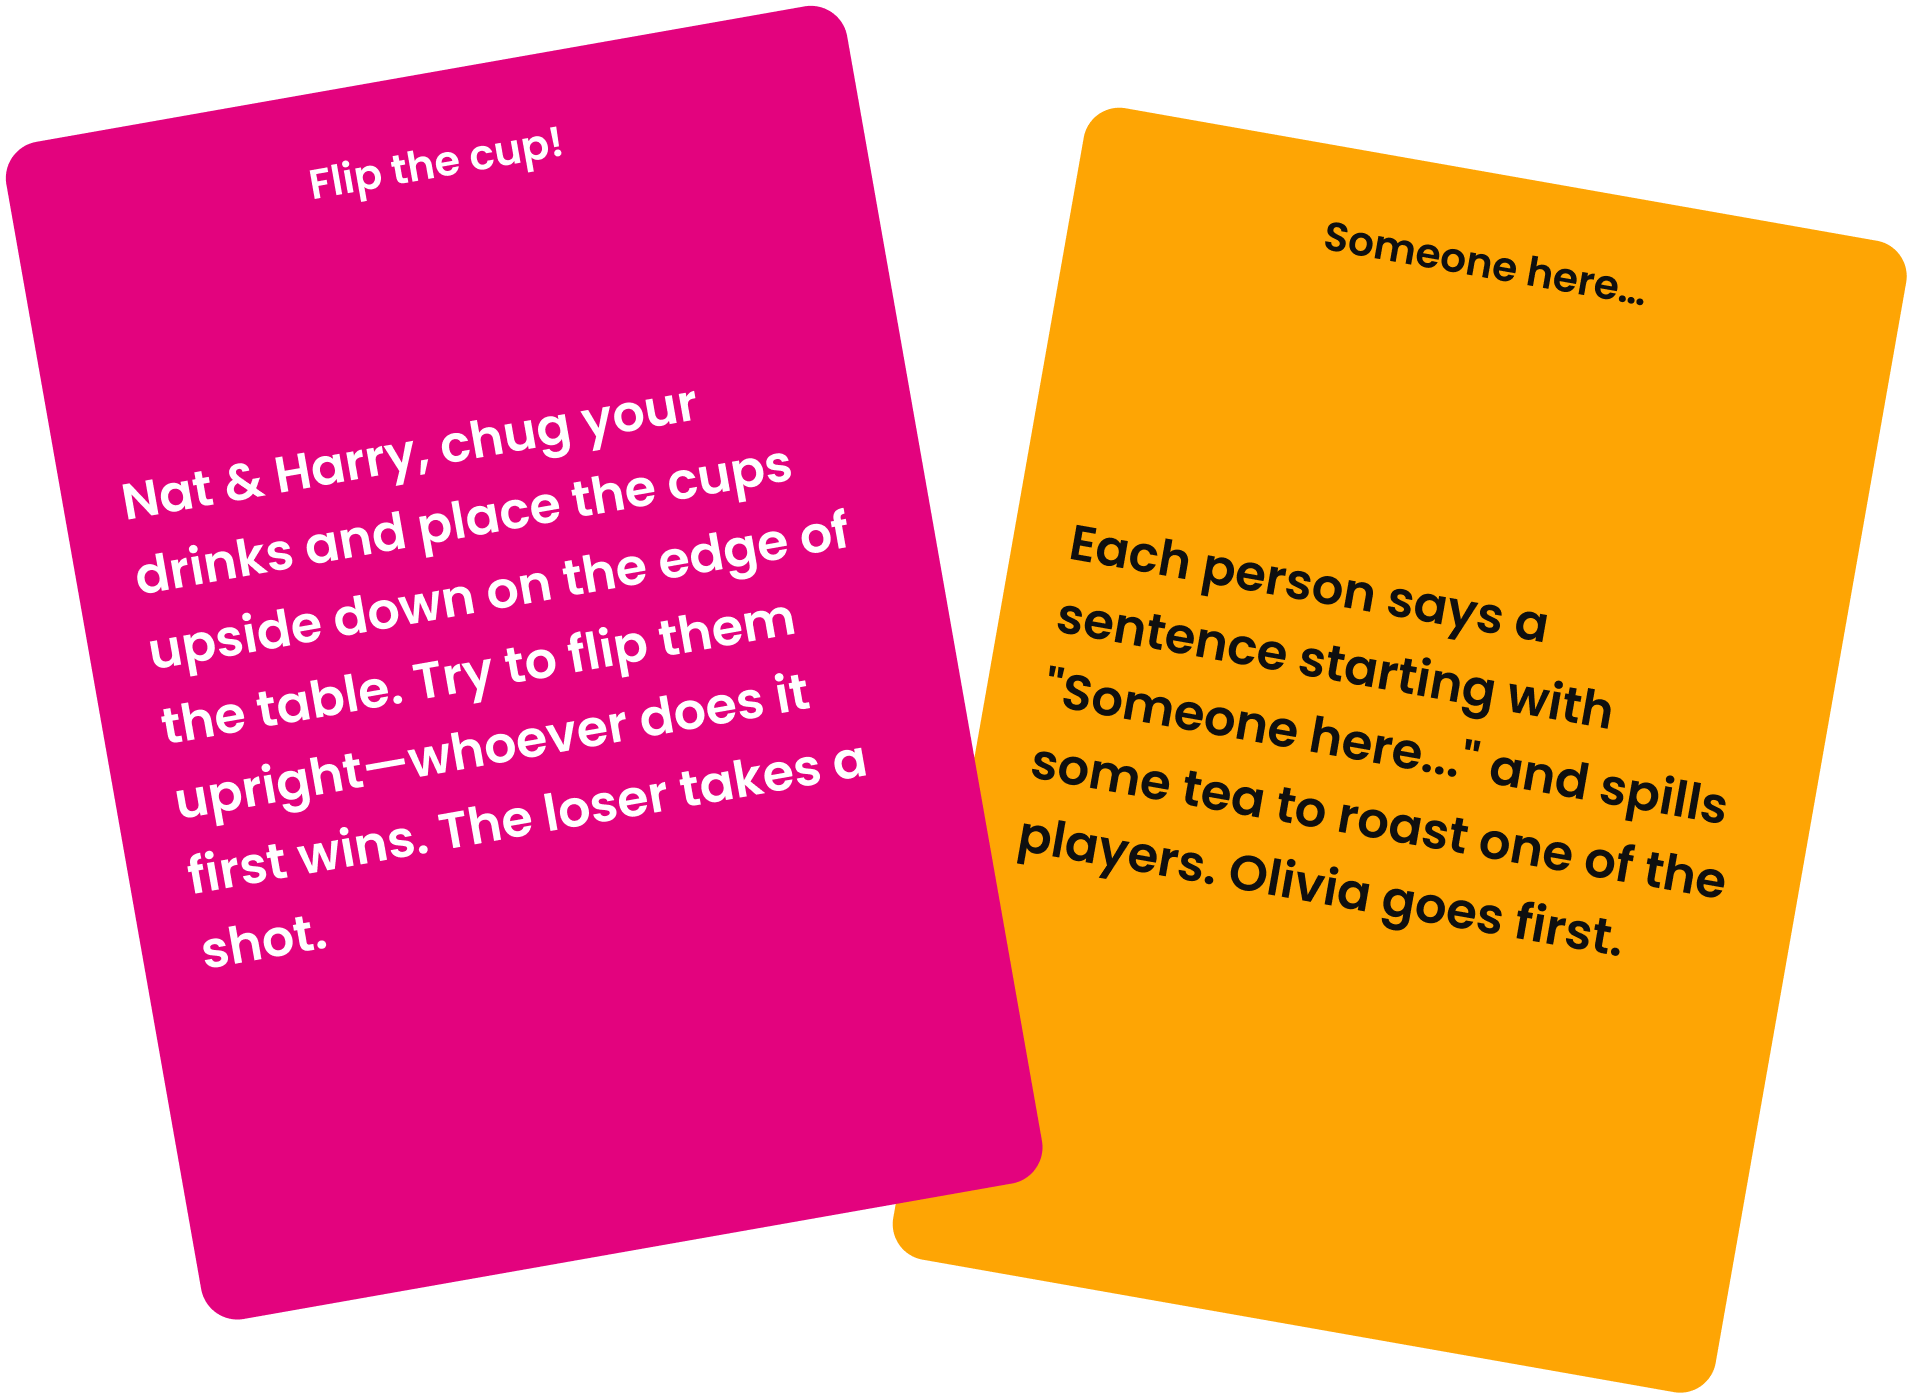 Flip the cup!
Nat & Harry, chug your
drinks and place the cups
upside down on the edge of
the table. Try to flip them
upright—whoever does it
first wins. The loser takes a
shot.
Someone here...
Each person says a
sentence starting with
"Someone here..." and spills
some tea to roast one of the
players. Olivia goes first.